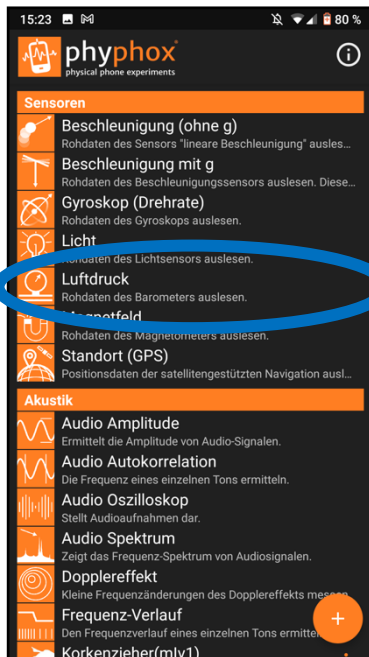 15:23 80 %
phyphox
physical phone experiments
Sensoren
Beschleunigung (ohne g)
Rohdaten des Sensors "lineare Beschleunigung" ausles...
Beschleunigung mit g
Rohdaten des Beschleunigungssensors auslesen. Diese...
Gyroskop (Drehrate)
Rohdaten des Gyroskops auslesen.
Licht
Rohdaten des Lichtsensors auslesen.
Luftdruck
Rohdaten des Barometers auslesen.
Magnetfeld
Rohdaten des Magnetometers auslesen.
Standort (GPS)
Positionsdaten der satellitengestützten Navigation ausl...
Akustik
Audio Amplitude
Ermittelt die Amplitude von Audio-Signalen.
Audio Autokorrelation
Die Frequenz eines einzelnen Tons ermitteln.
Audio Oszilloskop
Stellt Audioaufnahmen dar.
Audio Spektrum
Zeigt das Frequenz-Spektrum von Audiosignalen.
Dopplereffekt
Kleine Frequenzänderungen des Dopplereffekts messen.
Frequenz-Verlauf
Den Frequenzverlauf eines einzelnen Tons ermitte
Korkenzieher(mlv1)